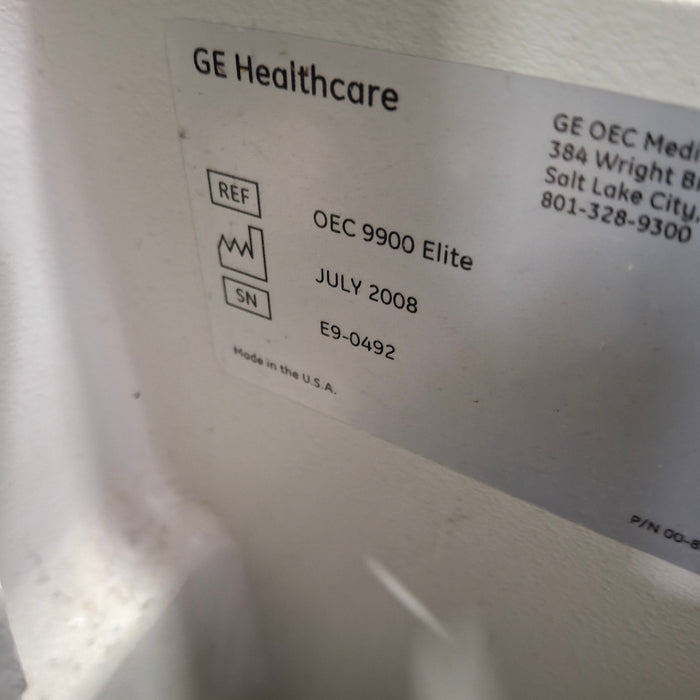 GE Healthcare
GE OEC Medi
384 Wright B
Salt Lake City,
801-328-9300
REF
OEC 9900 Elite
JULY 2008
SN
E9-0492
Made in the U.S.A.
P/N 00-8